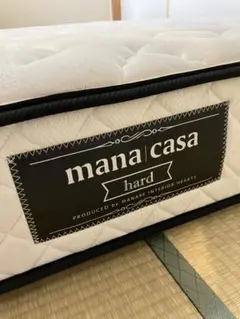 mana|casa
hard
PRODUCED by MANABE INTERIOR HEARTS